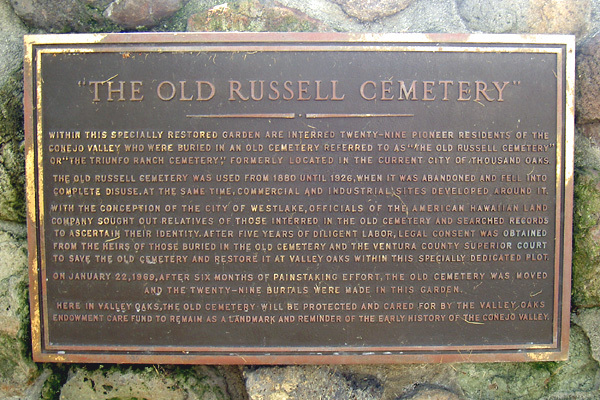 "THE OLD RUSSELL CEMETERY"
WITHIN THIS SPECIALLY RESTORED GARDEN ARE INTERRED TWENTY-NINE PIONEER RESIDENTS OF THE
CONEJO VALLEY WHO WERE BURIED IN AN OLD CEMETERY REFERRED TO AS "THE OLD RUSSELL CEMETERY"
OR "THE TRIUNFO RANCH CEMETERY," FORMERLY LOCATED IN THE CURRENT CITY OF THOUSAND OAKS.
THE OLD RUSSELL CEMETERY WAS USED FROM 1880 UNTIL 1926, WHEN IT WAS ABANDONED AND FELL INTO
COMPLETE DISUSE. AT THE SAME TIME, COMMERCIAL AND INDUSTRIAL SITES DEVELOPED AROUND IT.
WITH THE CONCEPTION OF THE CITY OF WESTLAKE, OFFICIALS OF THE AMERICAN HAWAIIAN LAND
COMPANY SOUGHT OUT RELATIVES OF THOSE INTERRED IN THE OLD CEMETERY AND SEARCHED RECORDS
TO ASCERTAIN THEIR IDENTITY. AFTER FIVE YEARS OF DILIGENT LABOR, LEGAL CONSENT WAS OBTAINED
FROM THE HEIRS OF THOSE BURIED IN THE OLD CEMETERY AND THE VENTURA COUNTY SUPERIOR COURT
TO SAVE THE OLD CEMETERY AND RESTORE IT AT VALLEY OAKS WITHIN THIS SPECIALLY DEDICATED PLOT.
ON JANUARY 22, 1969, AFTER SIX MONTHS OF PAINSTAKING EFFORT, THE OLD CEMETERY WAS MOVED
AND THE TWENTY-NINE BURIALS WERE MADE IN THIS GARDEN.
HERE IN VALLEY OAKS, THE OLD CEMETERY WILL BE PROTECTED AND CARED FOR BY THE VALLEY OAKS
ENDOWMENT CARE FUND TO REMAIN AS A LANDMARK AND REMINDER OF THE EARLY HISTORY OF THE CONEJO VALLEY.